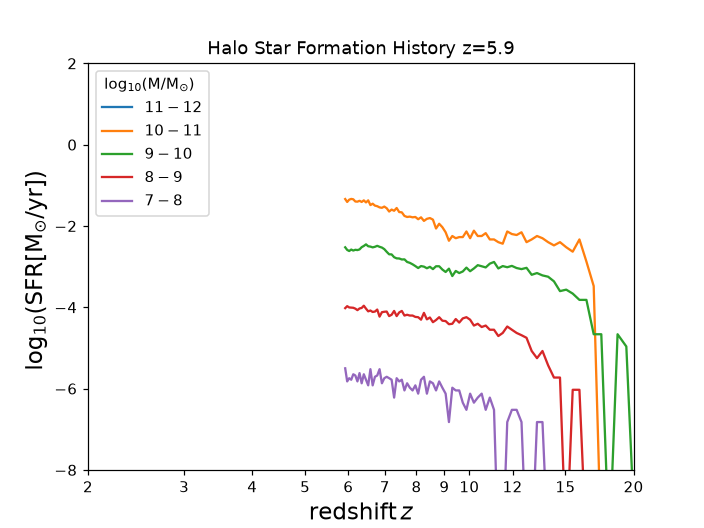 Halo Star Formation History z=5.9
log₁₀(SFR[M⊙/yr])
2
0
−2
−4
−6
−8
log₁₀(M/M⊙)
11 − 12
10 − 11
9 − 10
8 − 9
7 − 8
2 3 4 5 6 7 8 9 10 12 15 20
redshift z